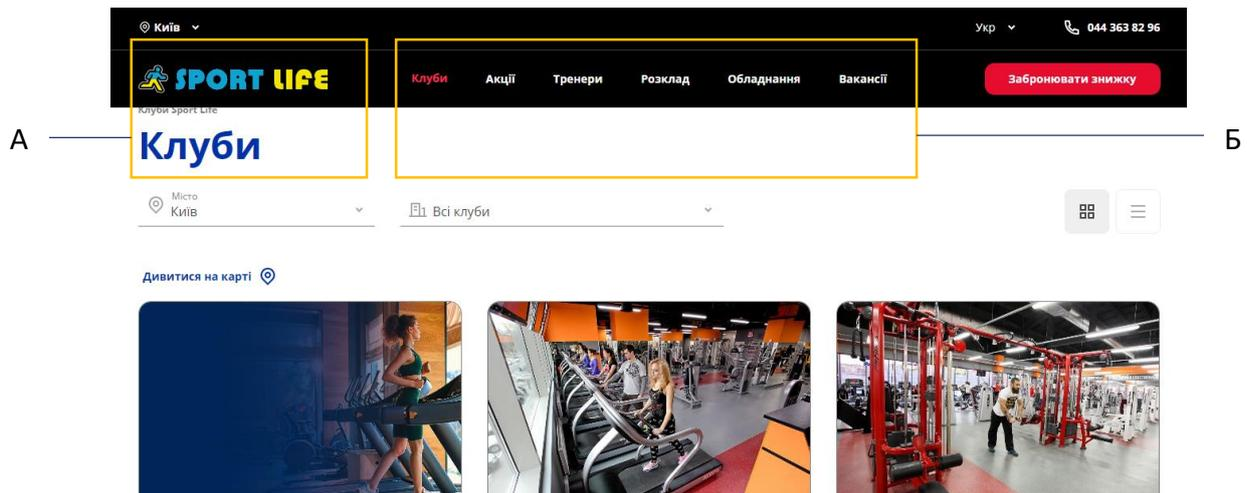 Київ
Укр
044 363 82 96
SPORT LIFE
Клуби
Акції
Тренери
Розклад
Обладнання
Вакансії
Забронювати знижку
Клуби Sport Life
А
Клуби
Б
Місто
Київ
Всі клуби
Дивитися на карті